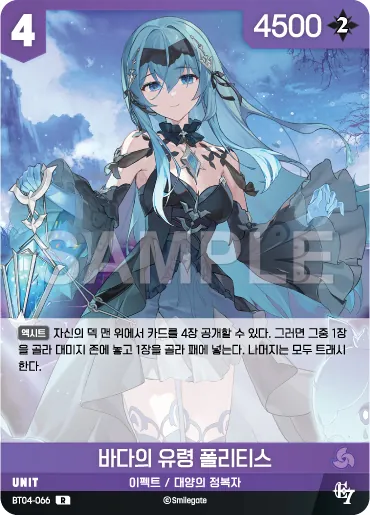 4
4500 2
SAMPLE
엑시트 자신의 덱 맨 위에서 카드를 4장 공개할 수 있다. 그러면 그중 1장
을 골라 대미지 존에 놓고 1장을 골라 패에 넣는다. 나머지는 모두 트래시
한다.
바다의 유령 폴리티스
UNIT
이펙트 / 대양의 정복자
BT04-066 R
©Smilegate
E7